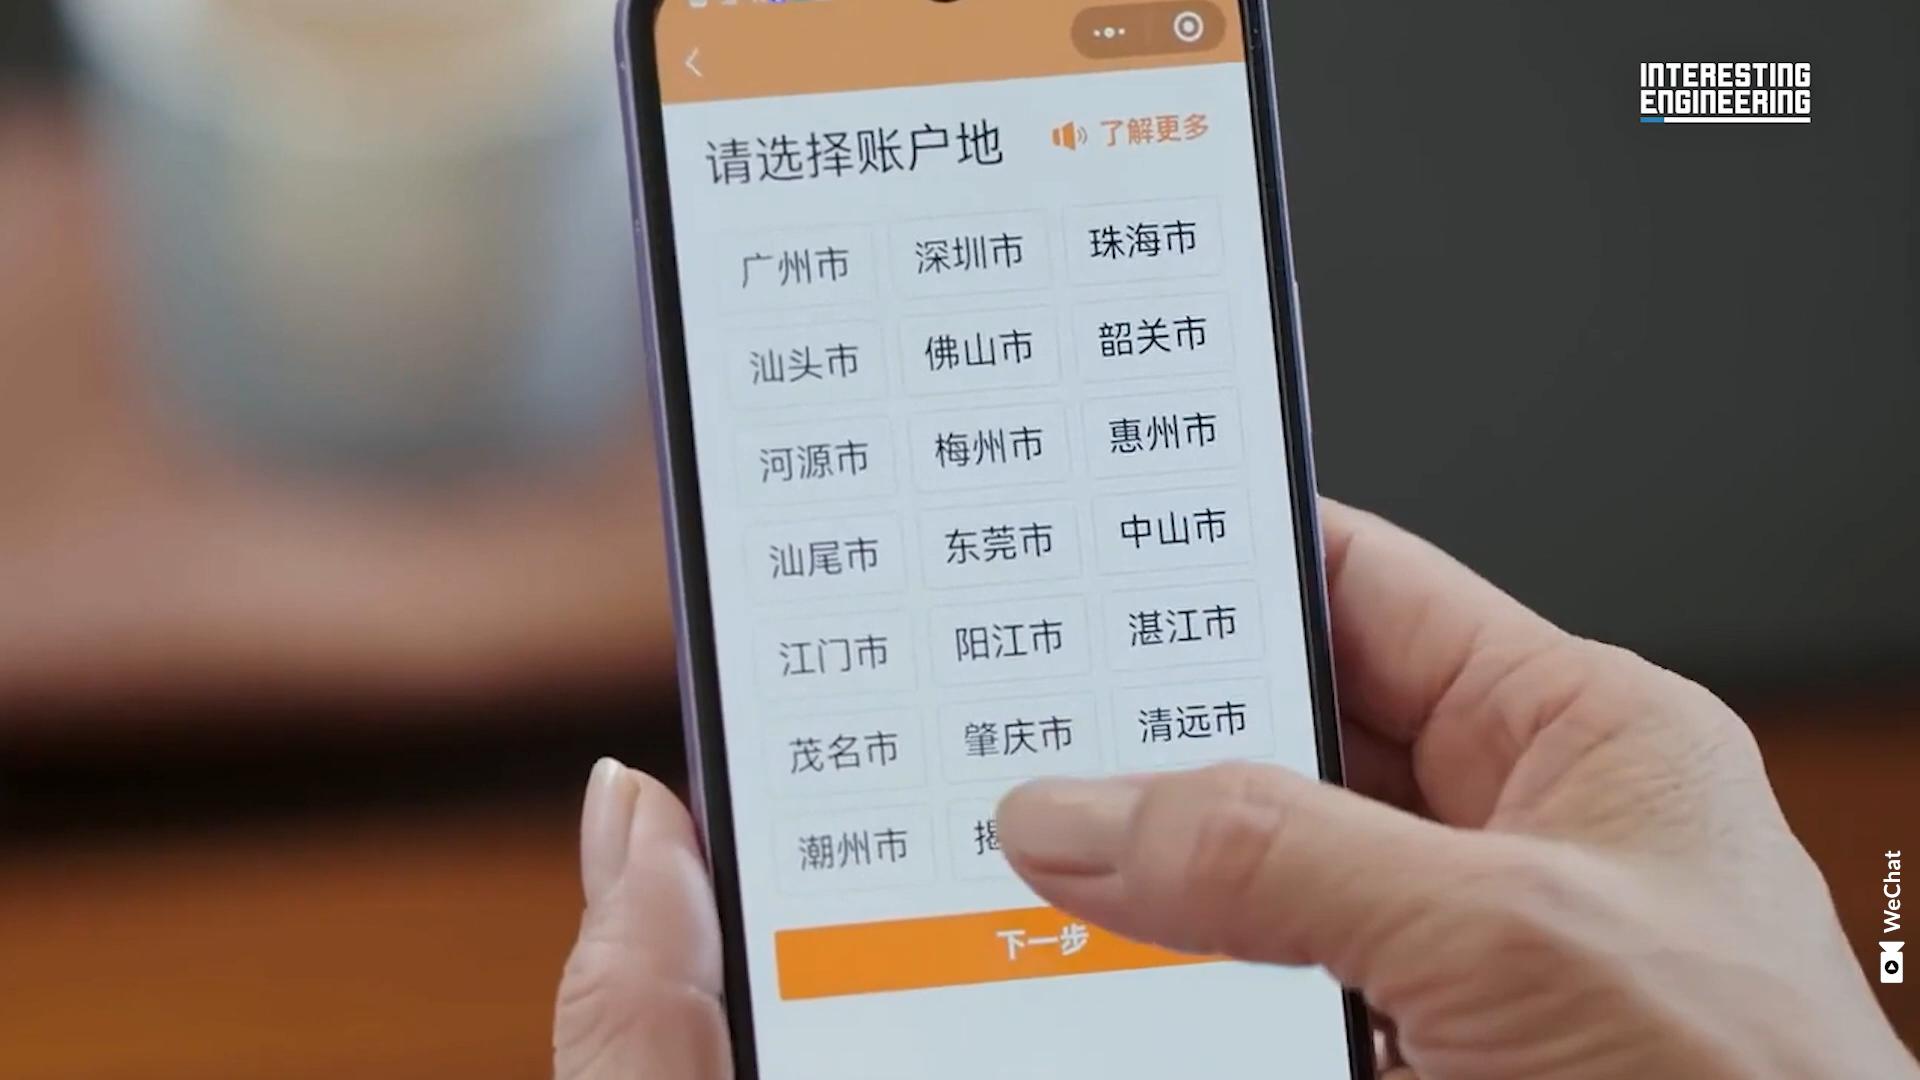 INTERESTING
ENGINEERING
请选择账户地
了解更多
广州市 深圳市 珠海市
汕头市 佛山市 韶关市
河源市 梅州市 惠州市
汕尾市 东莞市 中山市
江门市 阳江市 湛江市
茂名市 肇庆市 清远市
潮州市 揭
下一步
WeChat